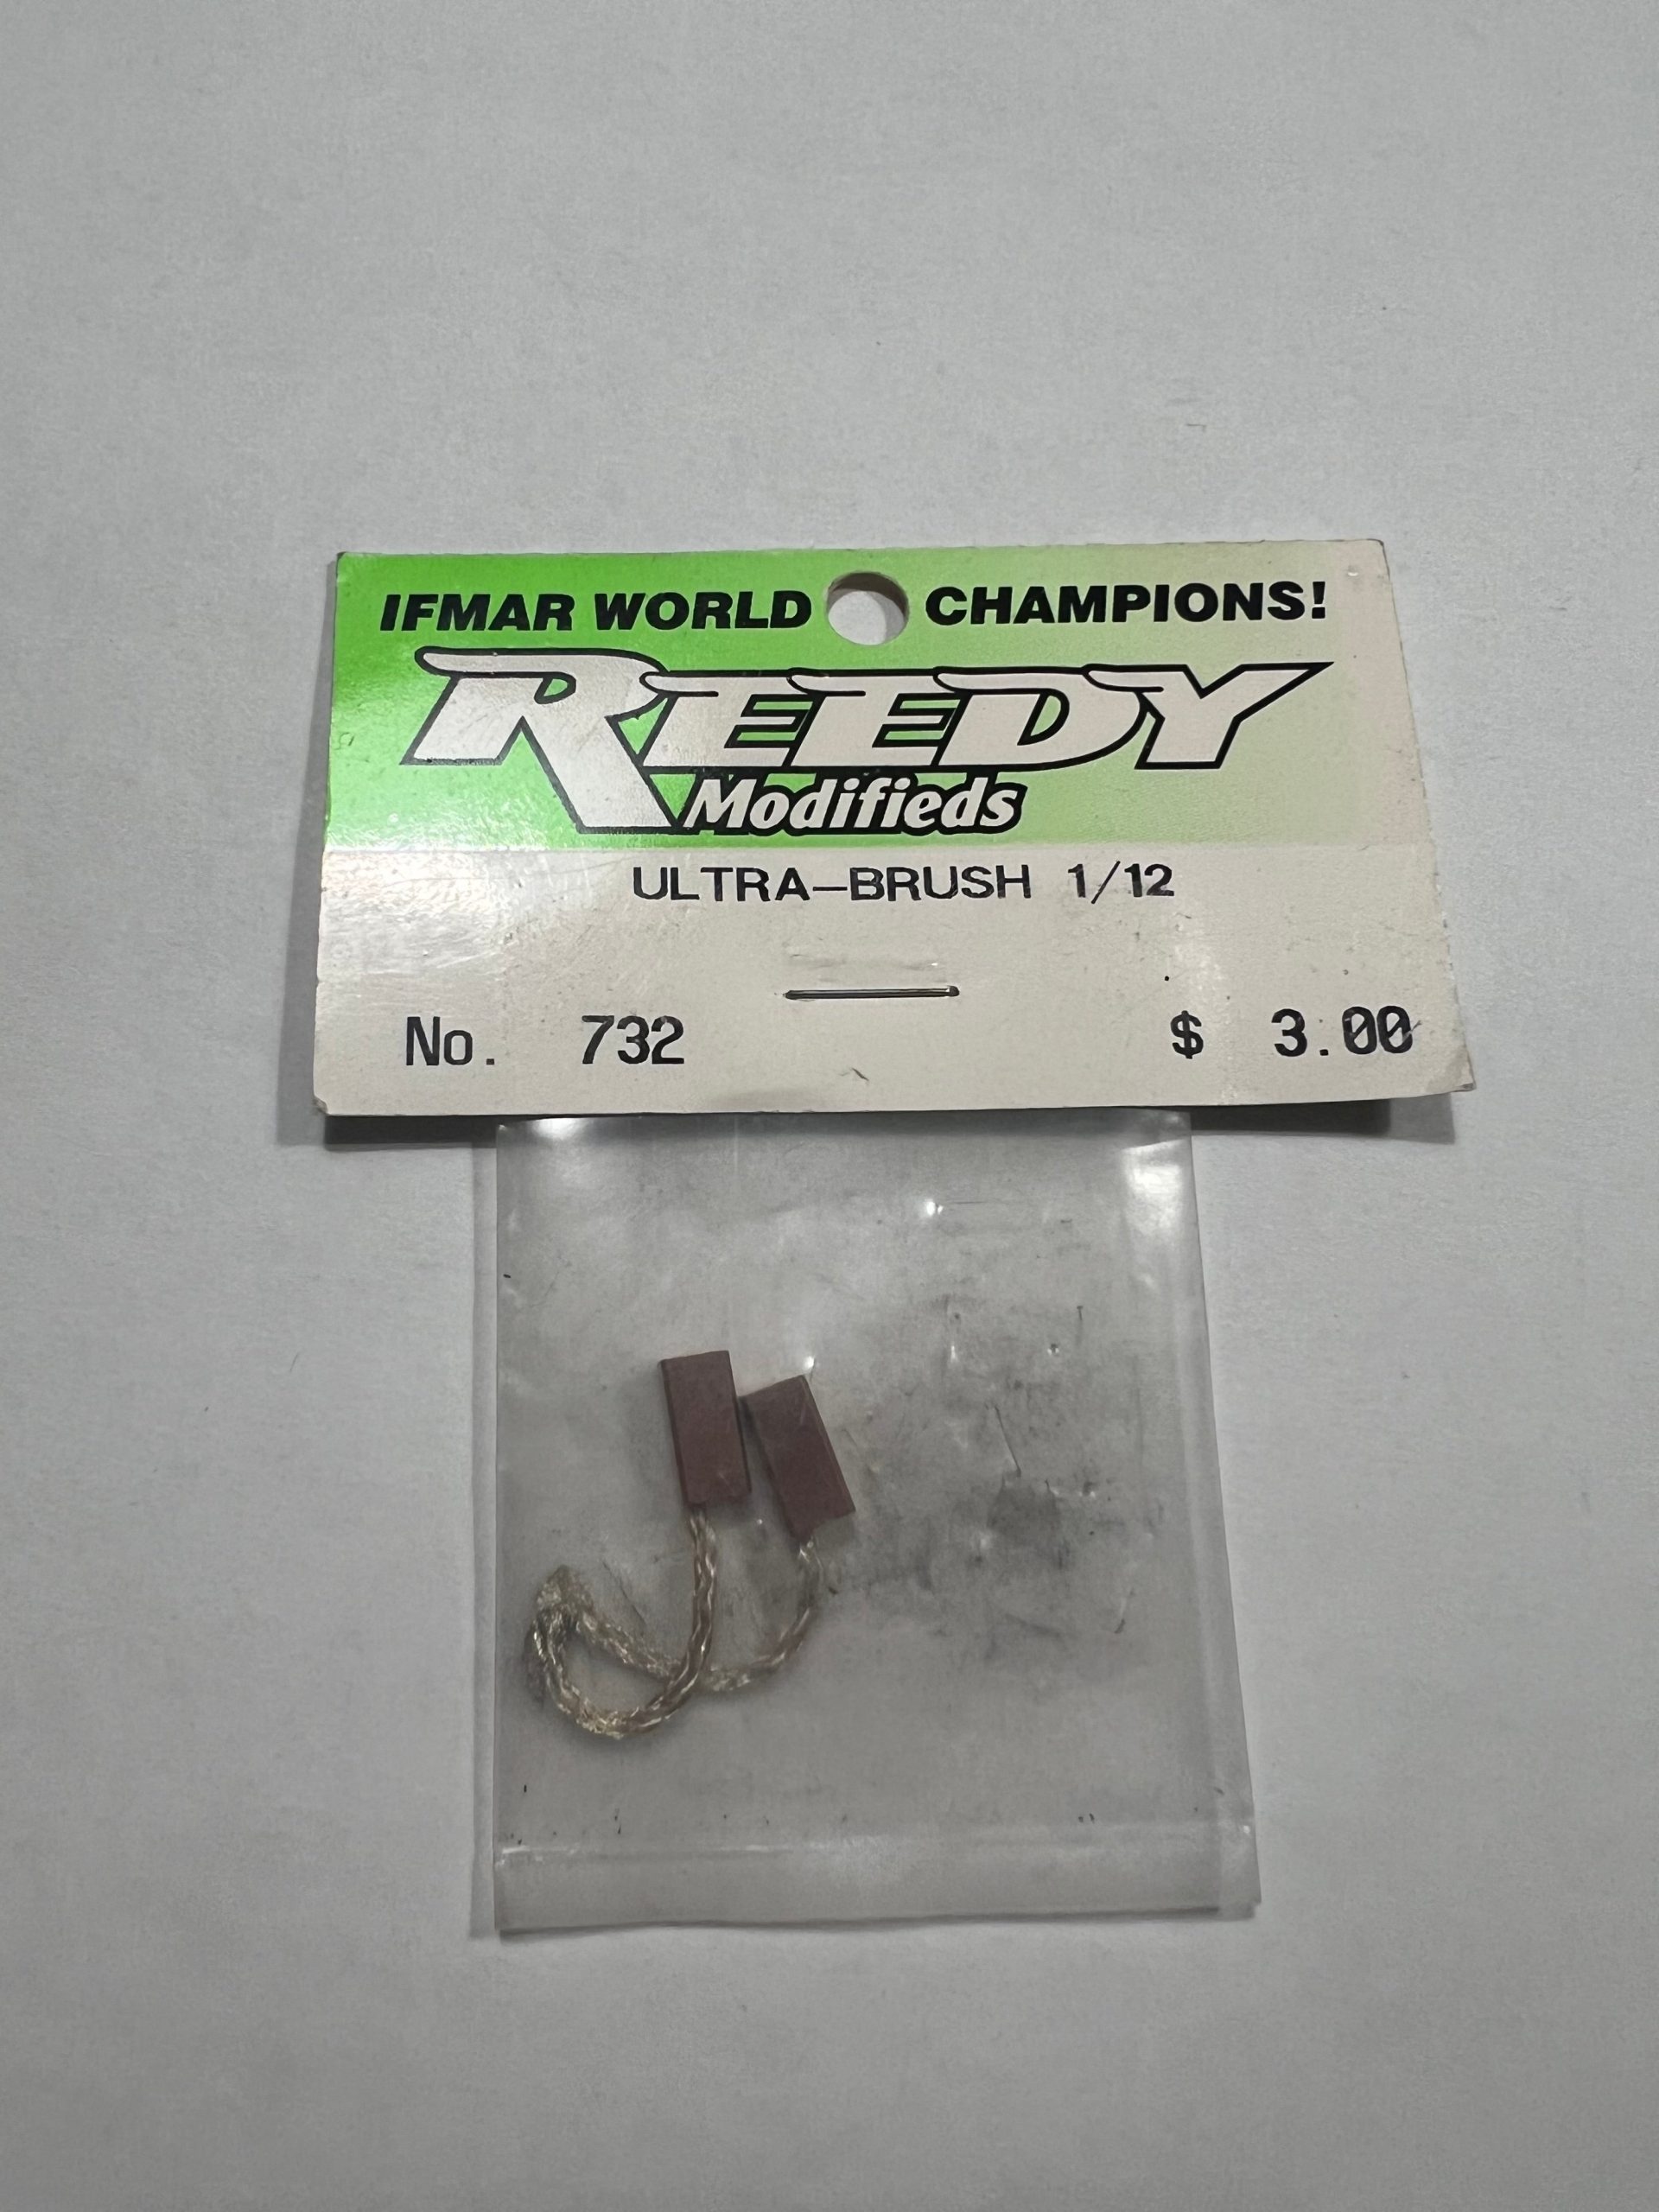 IFMAR WORLD CHAMPIONS!
REEDY
Modifieds
ULTRA-BRUSH 1/12
No. 732 $ 3.00